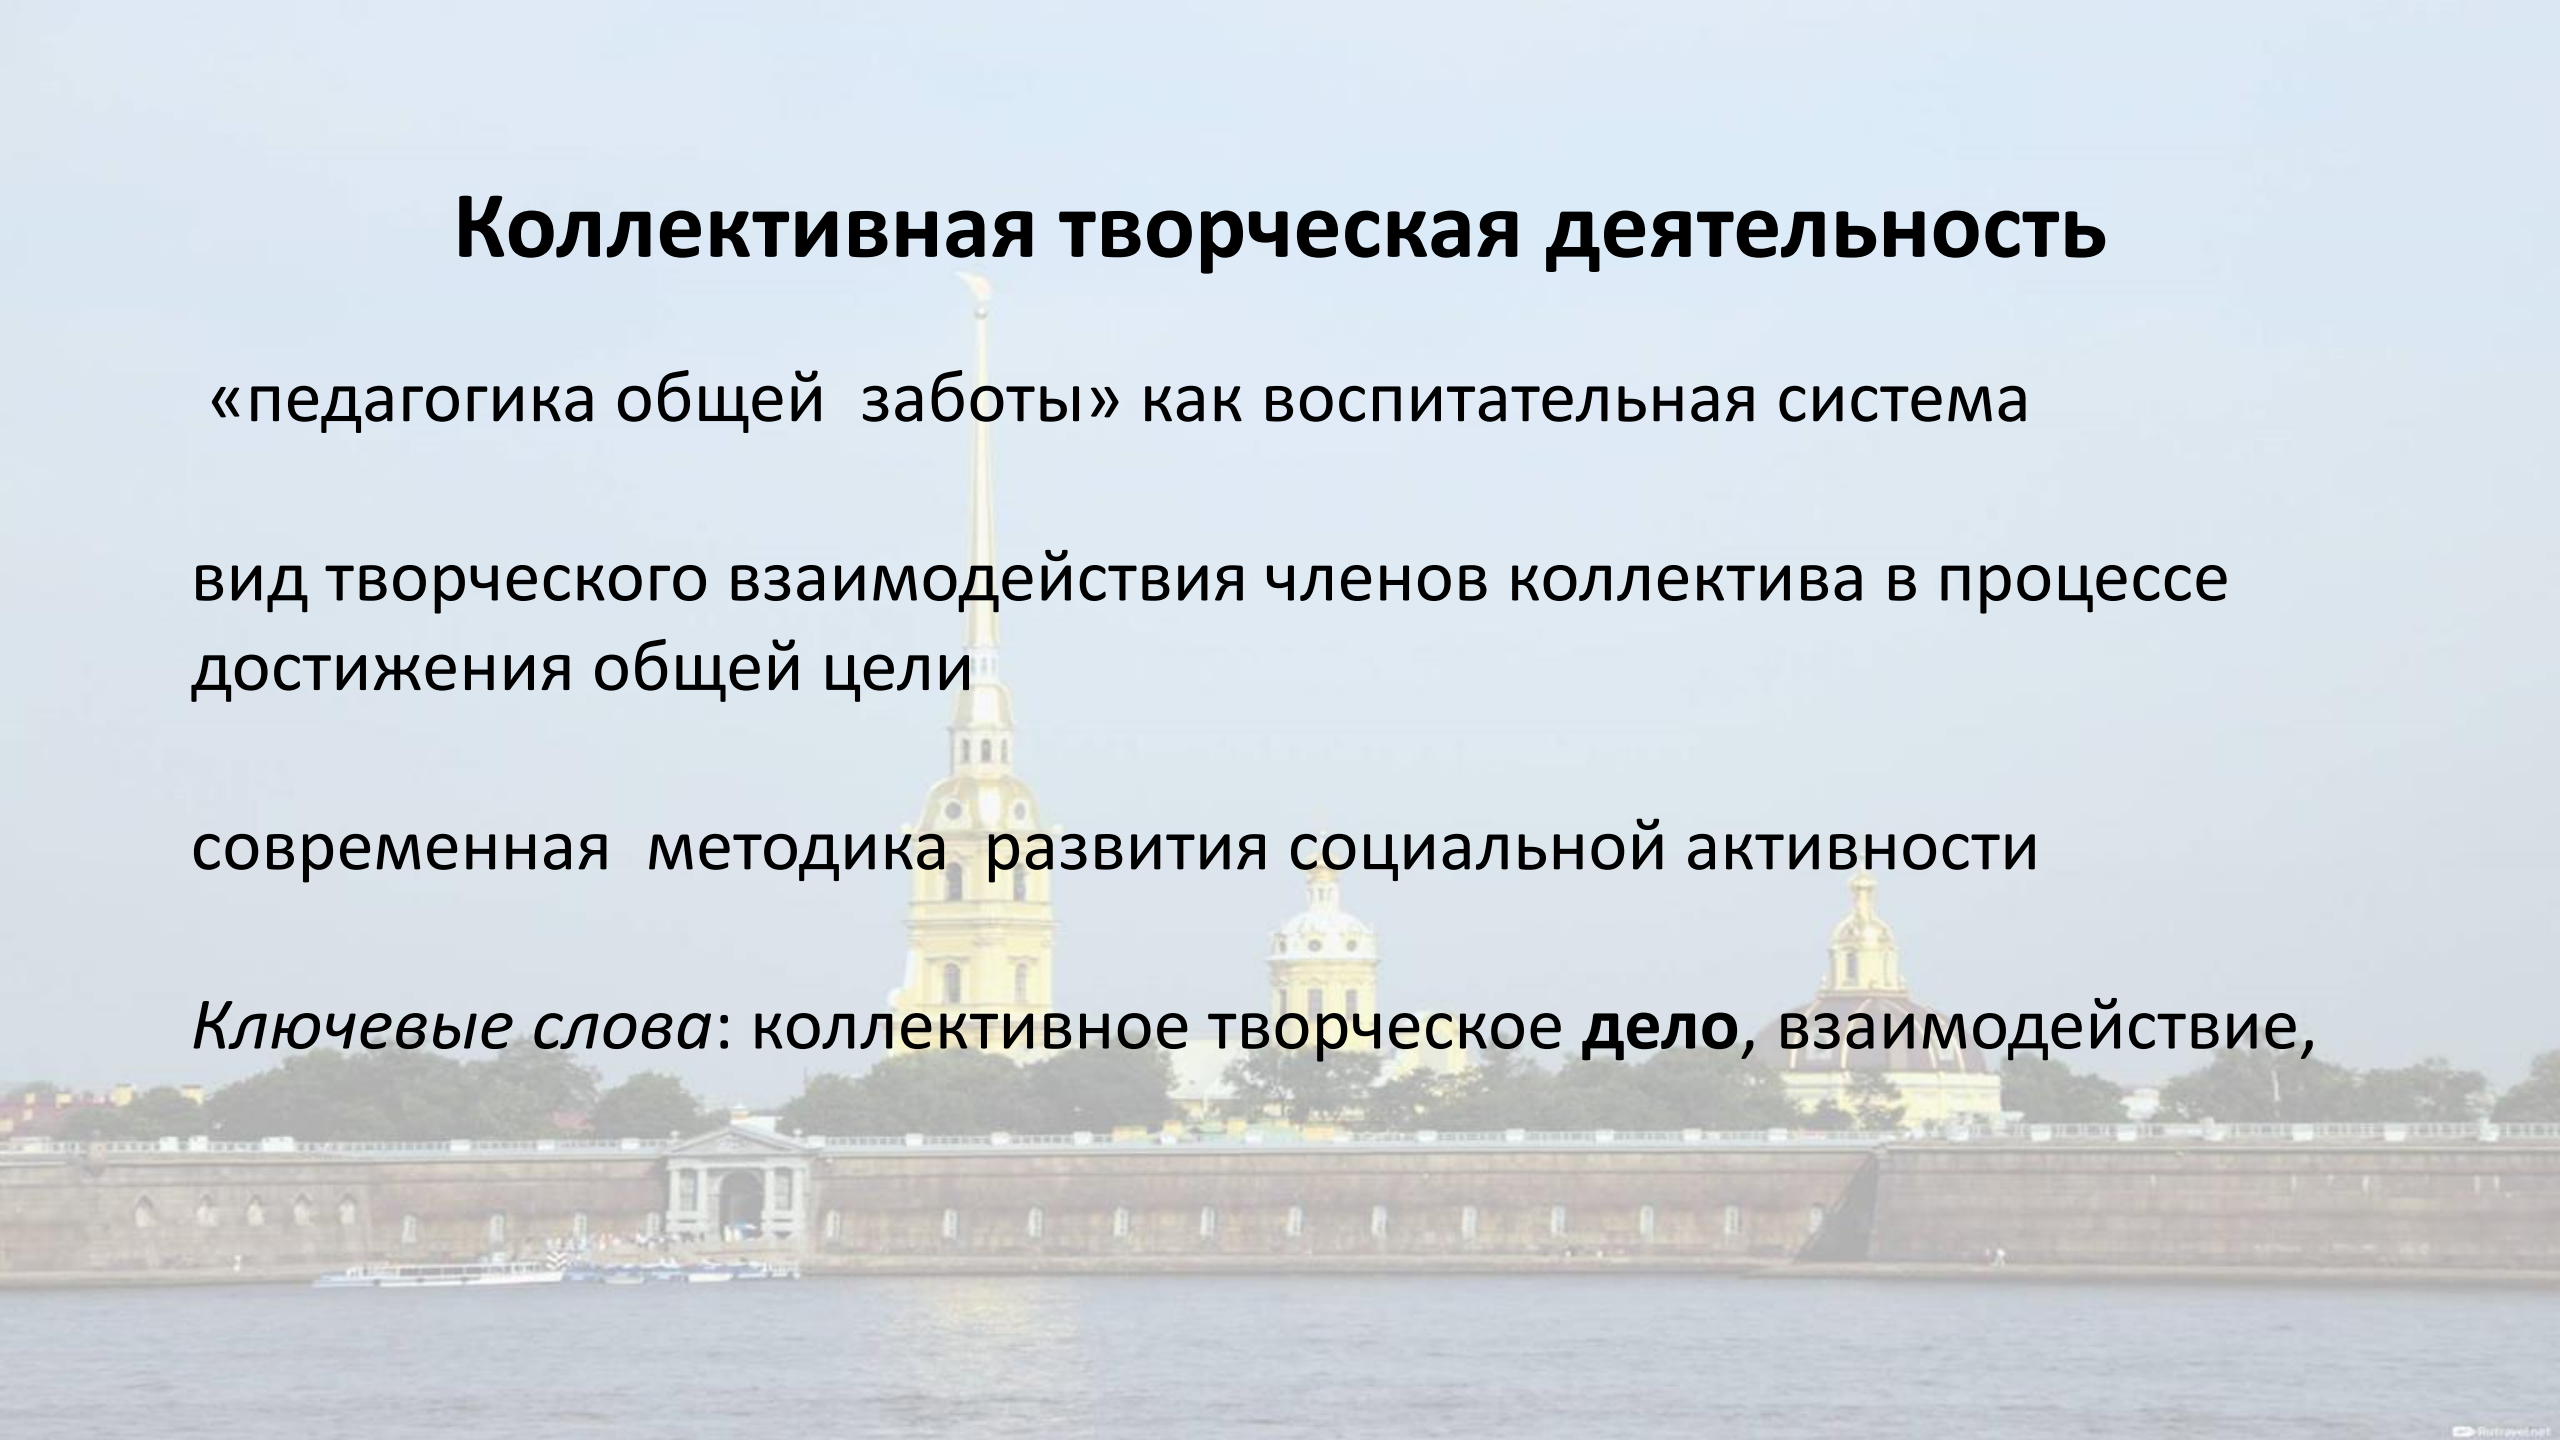 Коллективная творческая деятельность
«педагогика общей  заботы» как воспитательная система
вид творческого взаимодействия членов коллектива в процессе
достижения общей цели
современная  методика  развития социальной активности
Ключевые слова: коллективное творческое дело, взаимодействие,